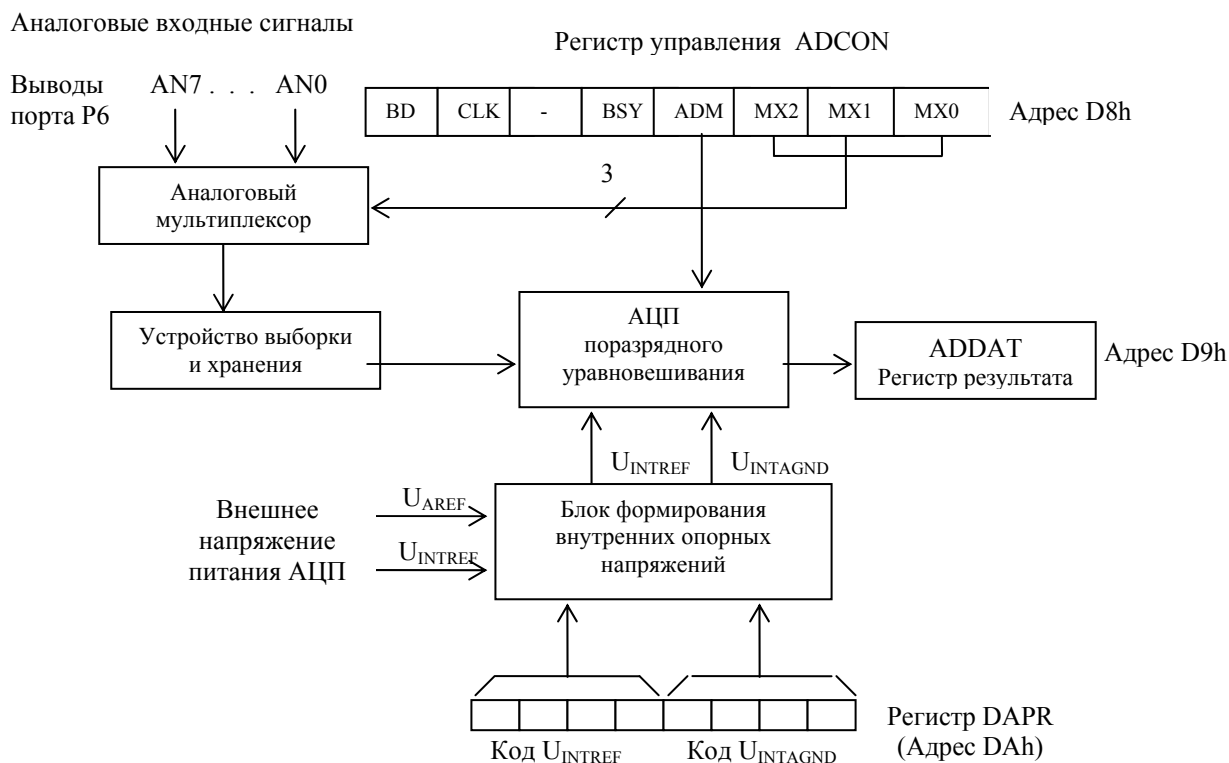 Аналоговые входные сигналы
Регистр управления ADCON
Выводы
порта P6
AN7 . . . AN0
BD CLK - BSY ADM MX2 MX1 MX0
Адрес D8h
3
Аналоговый
мультиплексор
Устройство выборки
и хранения
АЦП
поразрядного
уравновешивания
ADDAT
Регистр результата
Адрес D9h
UINTREF UINTAGND
Внешнее
напряжение
питания АЦП
UAREF
UINTREF
Блок формирования
внутренних опорных
напряжений
Регистр DAPR
(Адрес DAh)
Код UINTREF Код UINTAGND